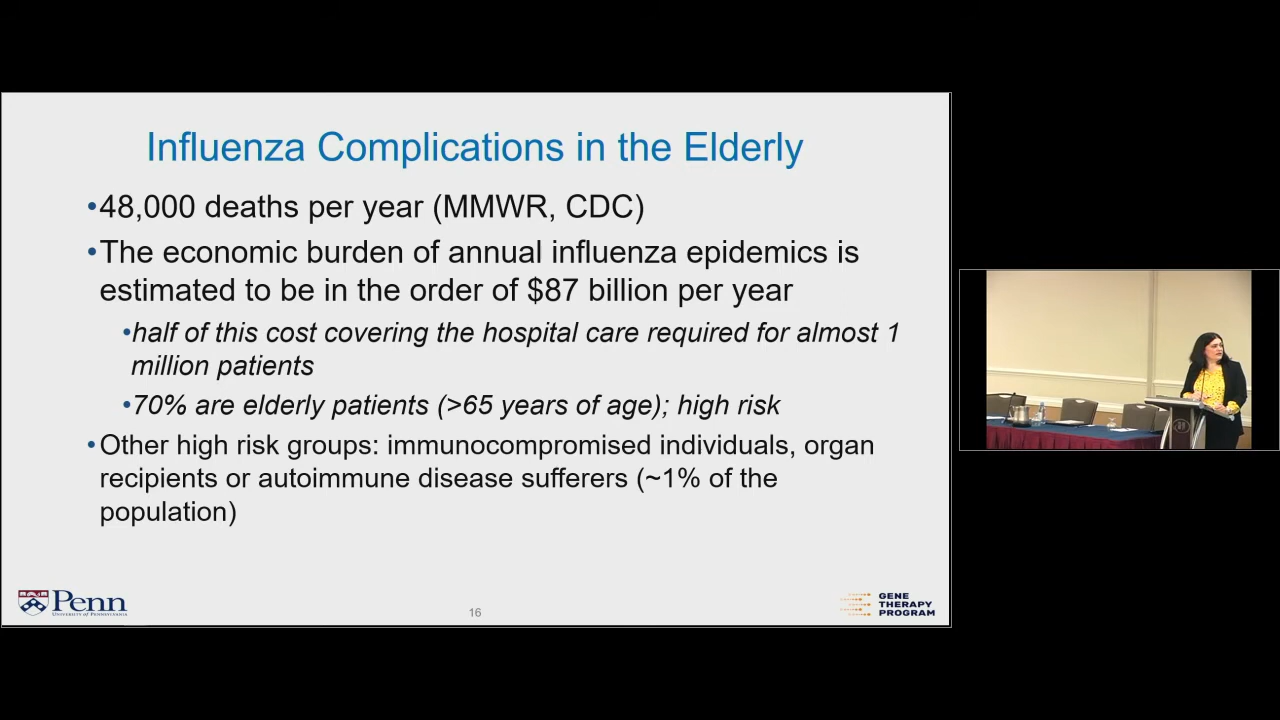 Influenza Complications in the Elderly
•48,000 deaths per year (MMWR, CDC)
•The economic burden of annual influenza epidemics is
estimated to be in the order of $87 billion per year
•half of this cost covering the hospital care required for almost 1
million patients
•70% are elderly patients (>65 years of age); high risk
•Other high risk groups: immunocompromised individuals, organ
recipients or autoimmune disease sufferers (~1% of the
population)
Penn
UNIVERSITY OF PENNSYLVANIA
16
GENE
THERAPY
PROGRAM